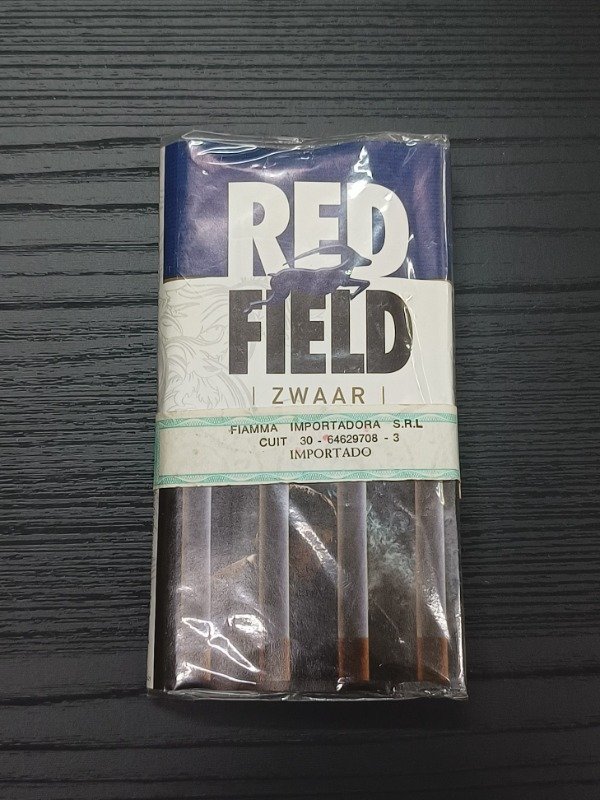 RED
FIELD
| ZWAAR |
FIAMMA IMPORTADORA S.R.L
CUIT 30 - 64629708 - 3
IMPORTADO